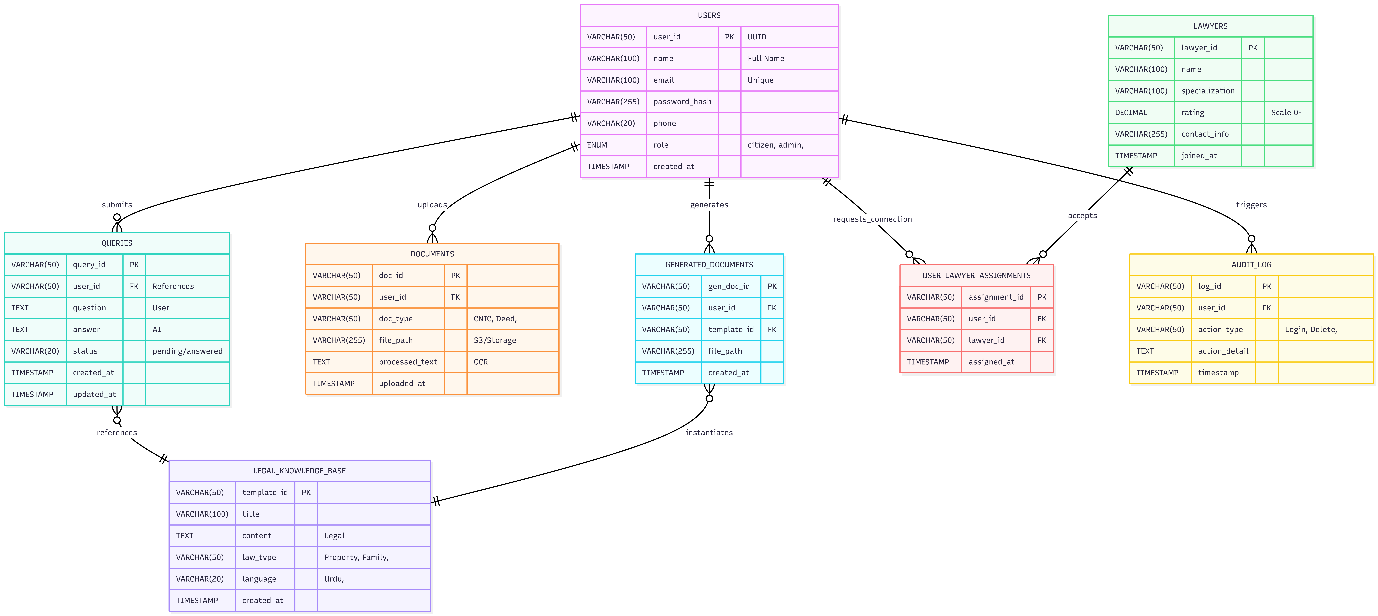 USERS
VARCHAR(50) user_id PK UUID
VARCHAR(100) name Full Name
VARCHAR(100) email Unique
VARCHAR(255) password_hash
VARCHAR(20) phone
ENUM role citizen, admin,
TIMESTAMP created_at
LAWYERS
VARCHAR(50) lawyer_id PK
VARCHAR(100) name
VARCHAR(100) specialization
DECIMAL rating Scale 0-
VARCHAR(255) contact_info
TIMESTAMP joined_at
submits
uploads
generates
requests_connection
accepts
triggers
QUERIES
VARCHAR(50) query_id PK
VARCHAR(50) user_id FK References
TEXT question User
TEXT answer AI
VARCHAR(20) status pending/answered
TIMESTAMP created_at
TIMESTAMP updated_at
DOCUMENTS
VARCHAR(50) doc_id PK
VARCHAR(50) user_id FK
VARCHAR(50) doc_type CNIC, Deed,
VARCHAR(255) file_path S3/Storage
TEXT processed_text OCR
TIMESTAMP uploaded_at
GENERATED_DOCUMENTS
VARCHAR(50) gen_doc_id PK
VARCHAR(50) user_id FK
VARCHAR(50) template_id FK
VARCHAR(255) file_path
TIMESTAMP created_at
USER_LAWYER_ASSIGNMENTS
VARCHAR(50) assignment_id PK
VARCHAR(50) user_id FK
VARCHAR(50) lawyer_id FK
TIMESTAMP assigned_at
AUDIT_LOG
VARCHAR(50) log_id PK
VARCHAR(50) user_id FK
VARCHAR(50) action_type Login, Delete,
TEXT action_detail
TIMESTAMP timestamp
references
instantiates
LEGAL_KNOWLEDGE_BASE
VARCHAR(50) template_id PK
VARCHAR(100) title
TEXT content Legal
VARCHAR(50) law_type Property, Family,
VARCHAR(20) language Urdu,
TIMESTAMP created_at